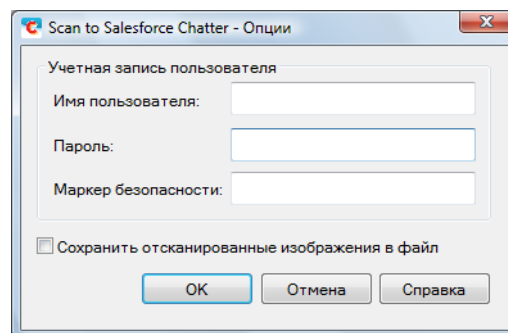 Scan to Salesforce Chatter - Опции
Учетная запись пользователя
Имя пользователя:
Пароль:
Маркер безопасности:
Сохранить отсканированные изображения в файл
OK Отмена Справка